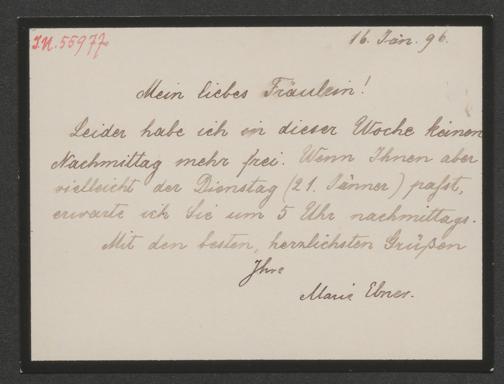 I.N. 55977
16. Jän. 96.
Mein liebes Fräulein!
Leider habe ich in dieser Woche keinen
Nachmittag mehr frei. Wenn Ihnen aber
vielleicht der Dienstag (21. Jänner) paßt,
erwarte ich Sie um 5 Uhr nachmittags.
Mit den besten, herzlichsten Grüßen
Ihre
Marie Ebner.